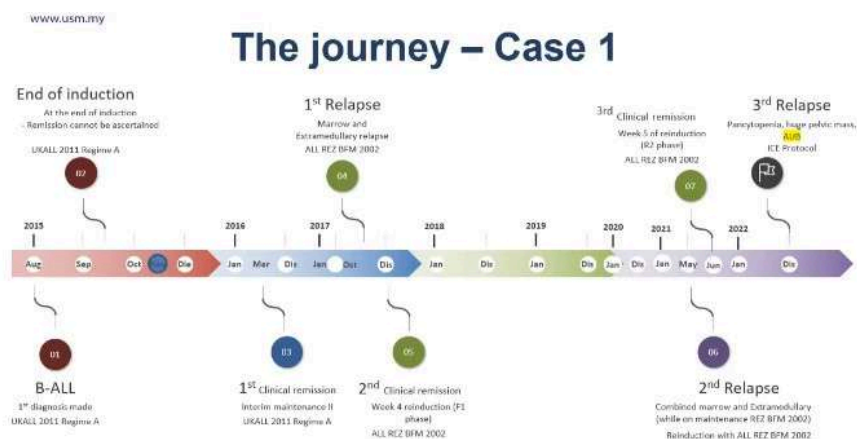 www.usm.my
The journey – Case 1
End of induction
At the end of induction
- Remission cannot be ascertained
UKALL 2011 Regime A
02
1st Relapse
Marrow and
Extramedullary relapse
ALL REZ BFM 2002
04
3rd Clinical remission
Week 5 of reinduction
(R2 phase)
ALL REZ BFM 2002
07
3rd Relapse
Pancytopenia, huge pelvic mass,
AUB
ICE Protocol
2015 2016 2017 2018 2019 2020 2021 2022
Aug Sep Oct Dis Jan Mar Dis Jan Oct Dis Jan Dis Jan Dis Jan Dis Jan May Jun Jan Dis
01
B-ALL
1st diagnosis made
UKALL 2011 Regime A
03
1st Clinical remission
Interim maintenance II
UKALL 2011 Regime A
05
2nd Clinical remission
Week 4 reinduction (F1
phase)
ALL REZ BFM 2002
06
2nd Relapse
Combined marrow and Extramedullary
(while on maintenance REZ BFM 2002)
Reinduction with ALL REZ BFM 2002